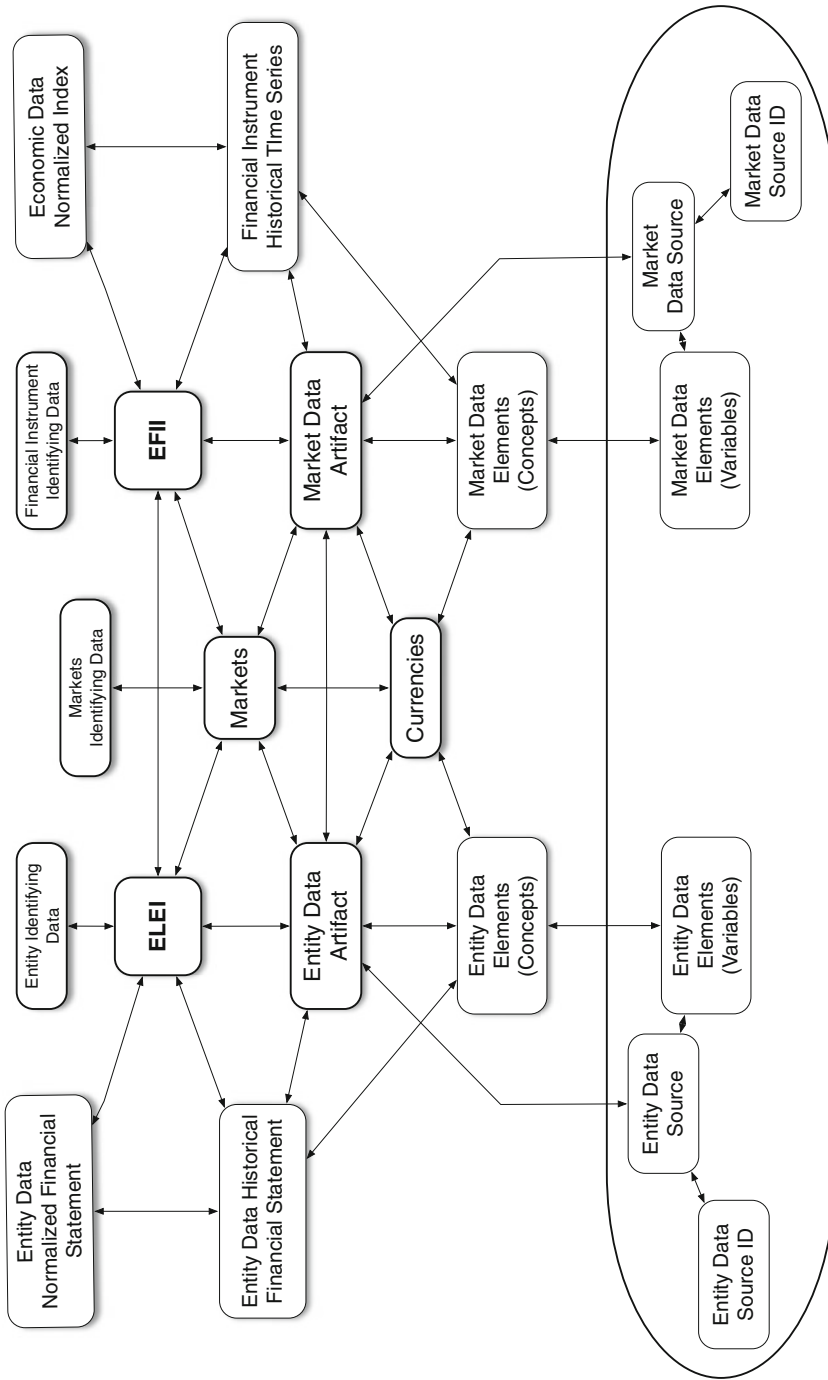 Entity Data
Normalized Financial
Statement
Entity Identifying
Data
Markets
Identifying Data
Financial Instrument
Identifying Data
Economic Data
Normalized Index
ELEI
EFII
Entity Data Historical
Financial Statement
Markets
Financial Instrument
Historical TIme Series
Entity Data
Artifact
Market Data
Artifact
Currencies
Entity Data
Elements
(Concepts)
Market Data
Elements
(Concepts)
Entity Data
Source
Entity Data
Elements
(Variables)
Market Data
Elements
(Variables)
Market
Data Source
Entity Data
Source ID
Market Data
Source ID